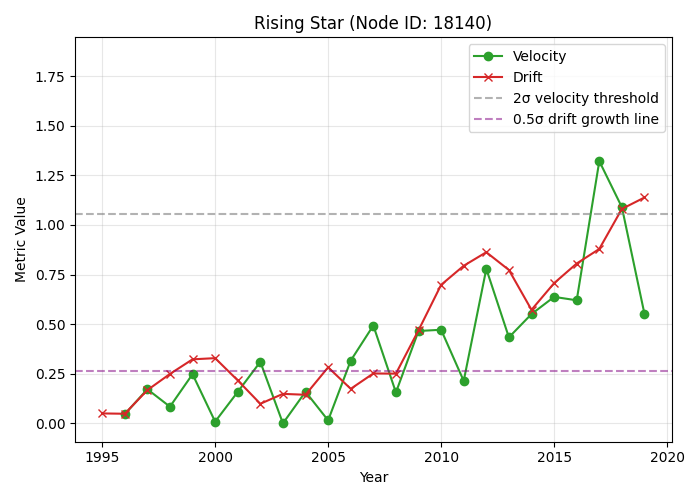 Rising Star (Node ID: 18140)
Velocity
Drift
2σ velocity threshold
0.5σ drift growth line
Metric Value
1.75
1.50
1.25
1.00
0.75
0.50
0.25
0.00
1995
2000
2005
2010
2015
2020
Year